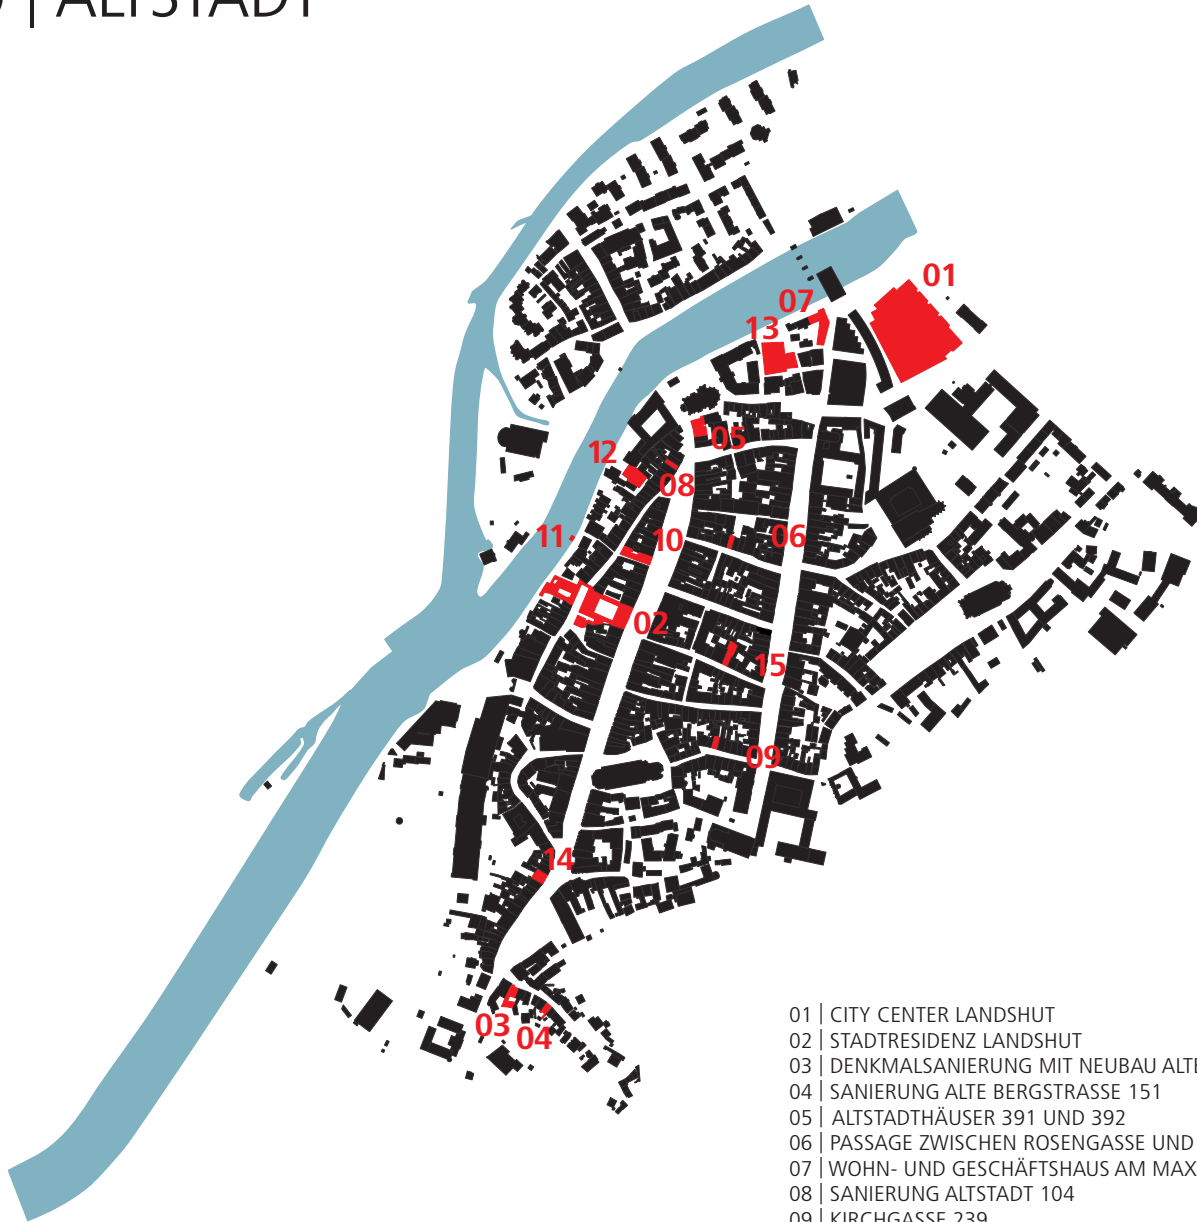 | ALTSTADT
01
07
13
05
12
08
11
10
06
02
15
09
14
03
04
01 | CITY CENTER LANDSHUT
02 | STADTRESIDENZ LANDSHUT
03 | DENKMALSANIERUNG MIT NEUBAU ALTE
04 | SANIERUNG ALTE BERGSTRASSE 151
05 | ALTSTADTHÄUSER 391 UND 392
06 | PASSAGE ZWISCHEN ROSENGASSE UND
07 | WOHN- UND GESCHÄFTSHAUS AM MAX
08 | SANIERUNG ALTSTADT 104
09 | KIRCHGASSE 239